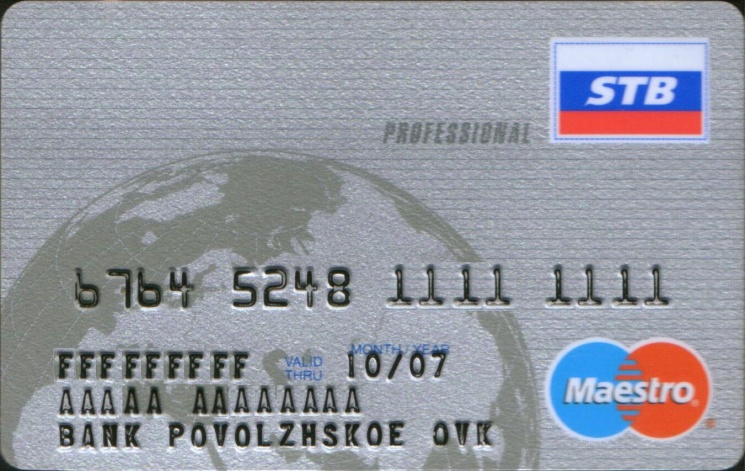 STB
PROFESSIONAL
6764 5248 1111 1111
MONTH/YEAR
FFFFFFFFF VALID THRU 10/07
AAAAA AAAAAAAA
BANK POVOLZHSKOE OVK
Maestro